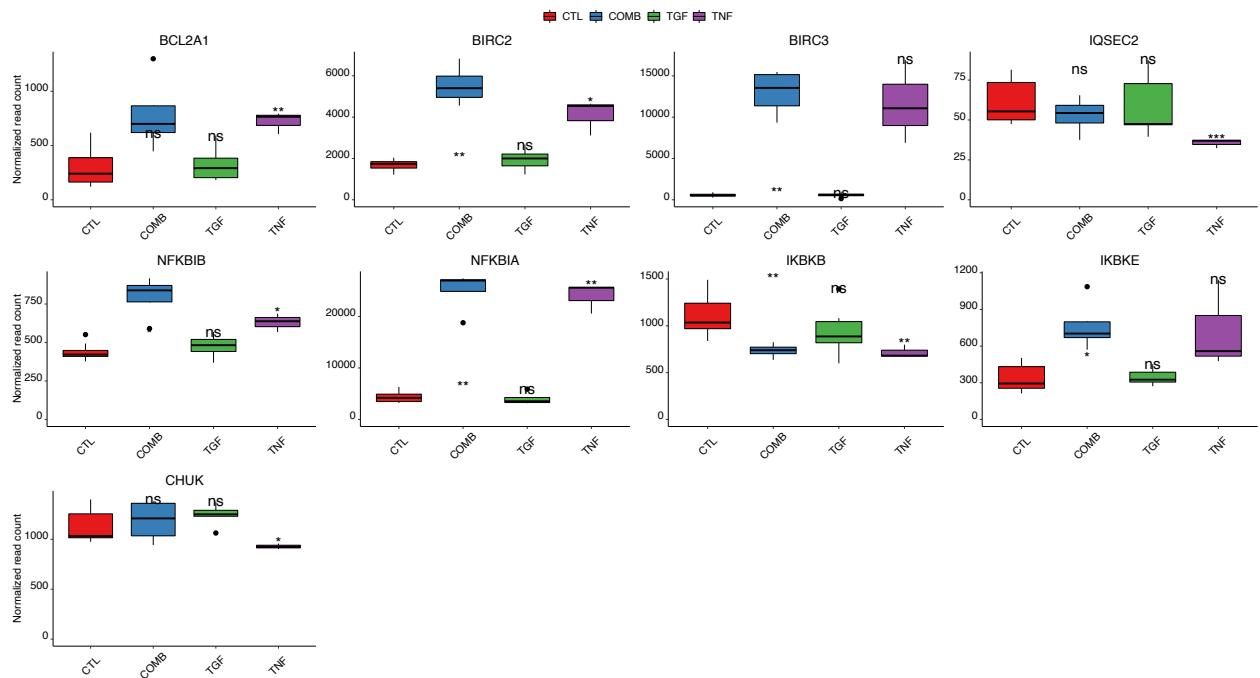 CTL COMB TGF TNF
BCL2A1
Normalized read count
1000
500
0
ns
ns
**
CTL
COMB
TGF
TNF
BIRC2
6000
4000
2000
0
**
ns
*
CTL
COMB
TGF
TNF
BIRC3
15000
10000
5000
0
**
ns
ns
CTL
COMB
TGF
TNF
IQSEC2
75
50
25
0
ns
ns
***
CTL
COMB
TGF
TNF
NFKBIB
Normalized read count
750
500
250
0
ns
*
CTL
COMB
TGF
TNF
NFKBIA
20000
10000
0
**
ns
**
CTL
COMB
TGF
TNF
IKBKB
1500
1000
500
0
**
ns
**
CTL
COMB
TGF
TNF
IKBKE
1200
900
600
300
0
*
ns
ns
CTL
COMB
TGF
TNF
CHUK
Normalized read count
1000
500
0
ns
ns
*
CTL
COMB
TGF
TNF